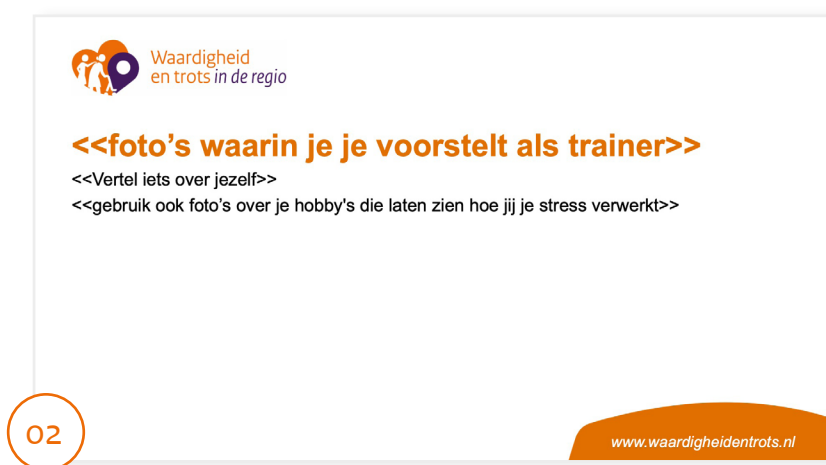 Waardigheid
en trots in de regio
<<foto’s waarin je je voorstelt als trainer>>
<<Vertel iets over jezelf>>
<<gebruik ook foto’s over je hobby's die laten zien hoe jij je stress verwerkt>>
02
www.waardigheidentrots.nl